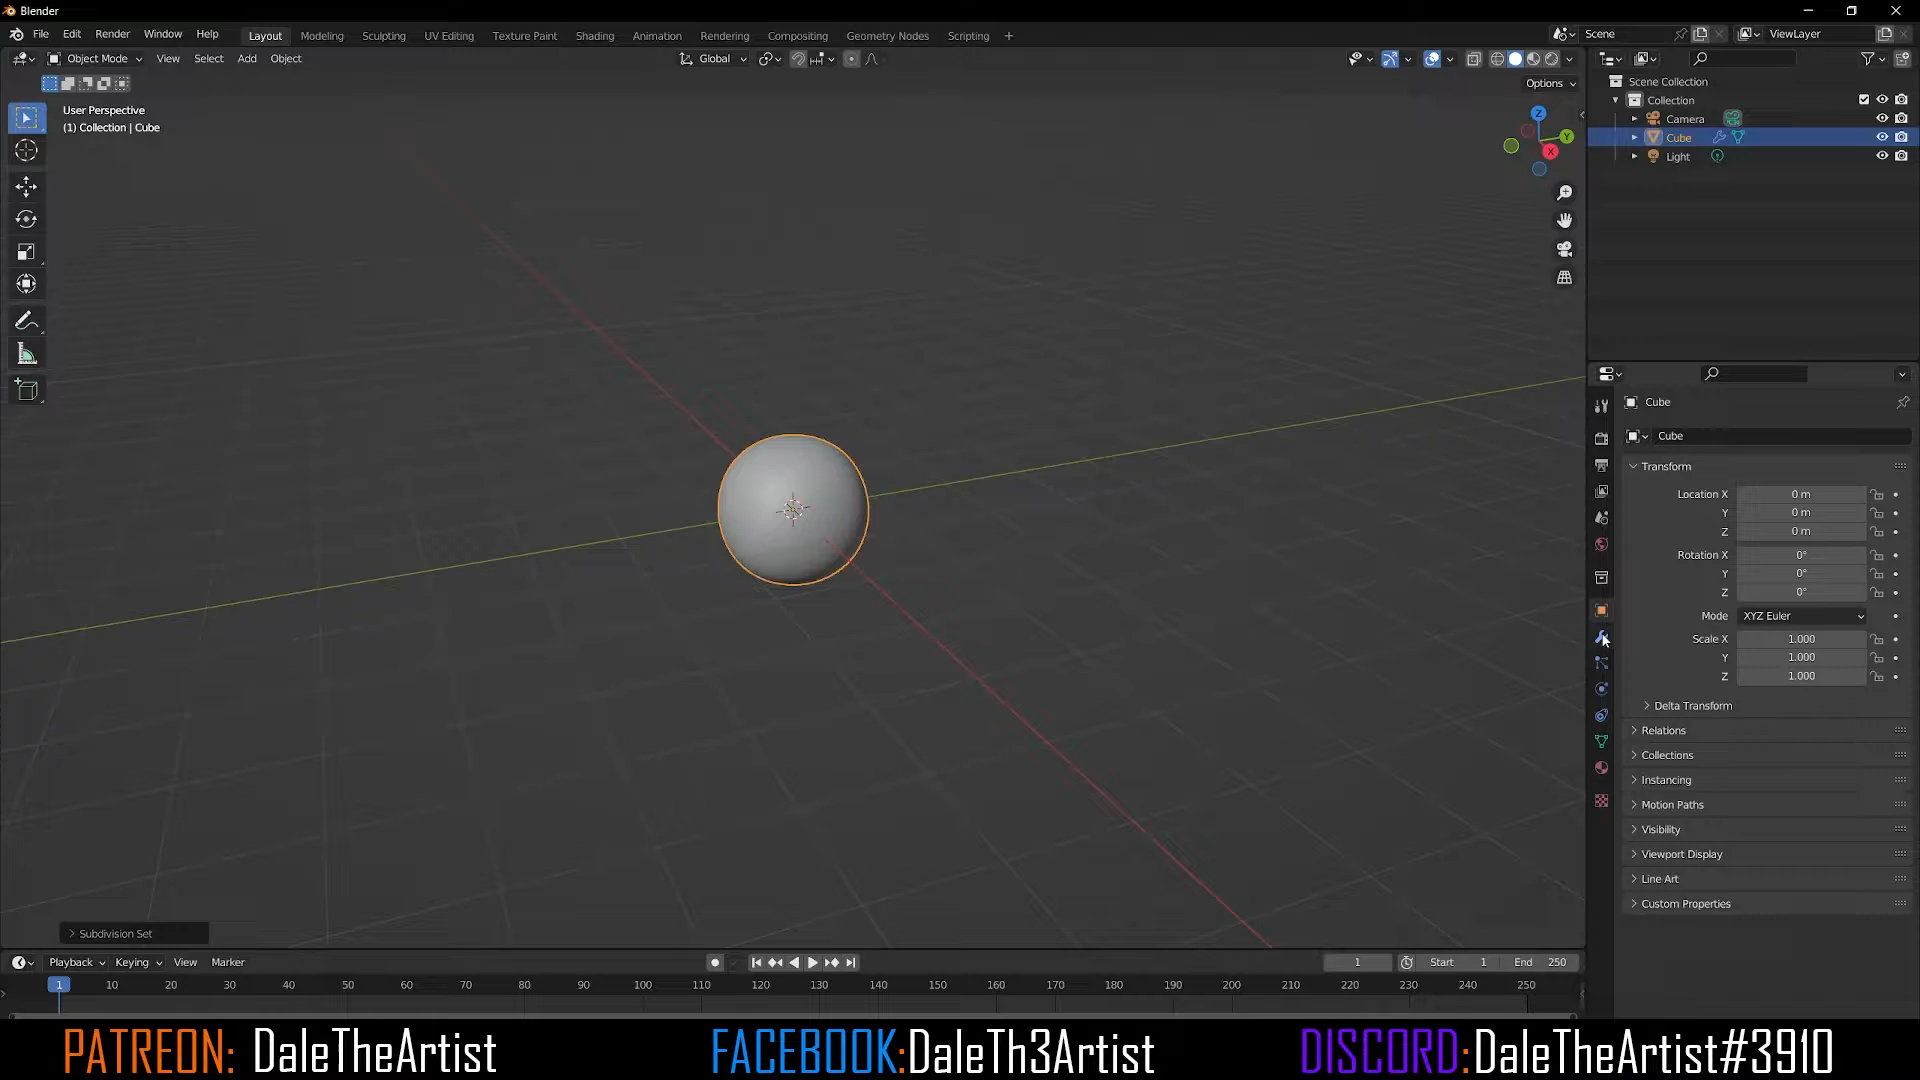 Blender
File Edit Render Window Help Layout Modeling Sculpting UV Editing Texture Paint Shading Animation Rendering Compositing Geometry Nodes Scripting + Scene ViewLayer
Object Mode View Select Add Object Global
Options
User Perspective
(1) Collection | Cube
Z
Y
X
Scene Collection
Collection
Camera
Cube
Light
Cube
Cube
Transform
Location X 0 m
Y 0 m
Z 0 m
Rotation X 0°
Y 0°
Z 0°
Mode XYZ Euler
Scale X 1.000
Y 1.000
Z 1.000
Delta Transform
Relations
Collections
Instancing
Motion Paths
Visibility
Viewport Display
Line Art
Custom Properties
Subdivision Set
Playback Keying View Marker 1 Start 1 End 250
1 10 20 30 40 50 60 70 80 90 100 110 120 130 140 150 160 170 180 190 200 210 220 230 240 250
PATREON: DaleTheArtist FACEBOOK:DaleTh3Artist DISCORD:DaleTheArtist#3910